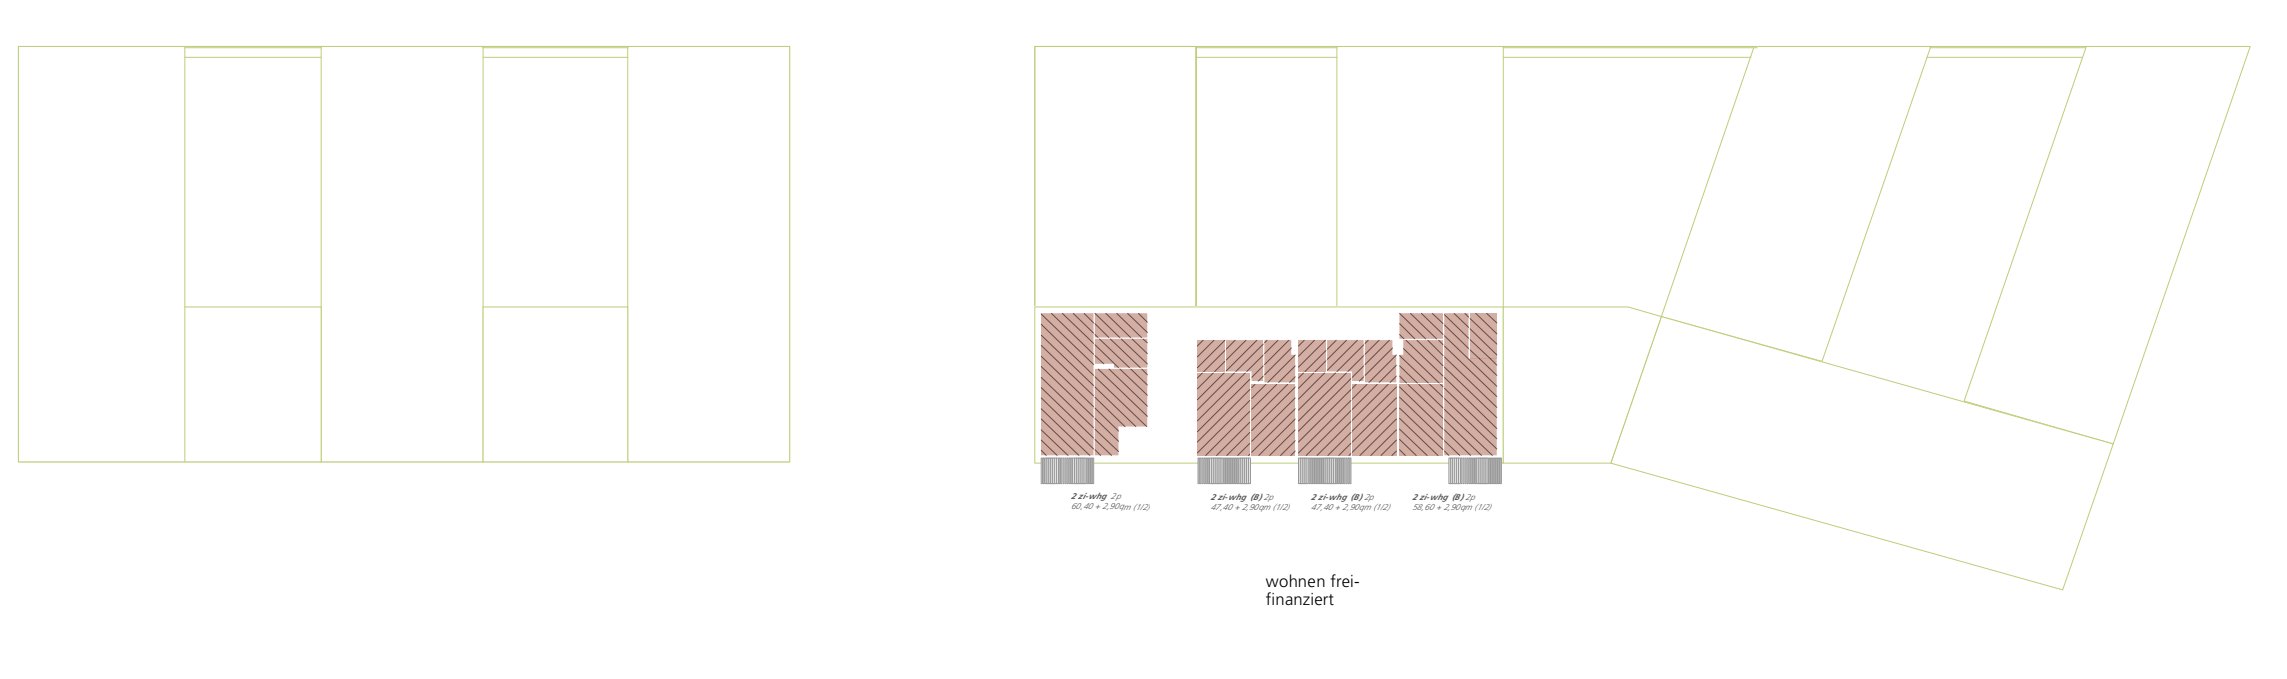 2 zi-whg 2p
60,40 + 2,90qm (1/2)
2 zi-whg (B) 2p
47,40 + 2,90qm (1/2)
2 zi-whg (B) 2p
47,40 + 2,90qm (1/2)
2 zi-whg (B) 2p
58,60 + 2,90qm (1/2)
wohnen frei-
finanziert